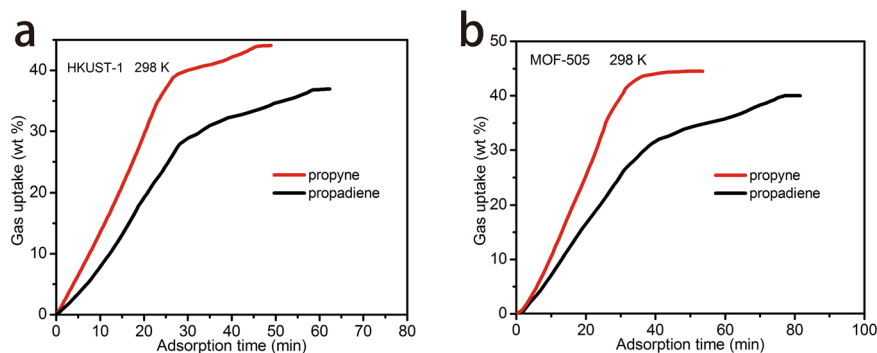 a
HKUST-1 298 K
propyne
propadiene
Gas uptake (wt %)
0
10
20
30
40
0 10 20 30 40 50 60 70 80
Adsorption time (min)
b
MOF-505 298 K
propyne
propadiene
Gas uptake (wt %)
0
10
20
30
40
50
0 20 40 60 80 100
Adsorption time (min)